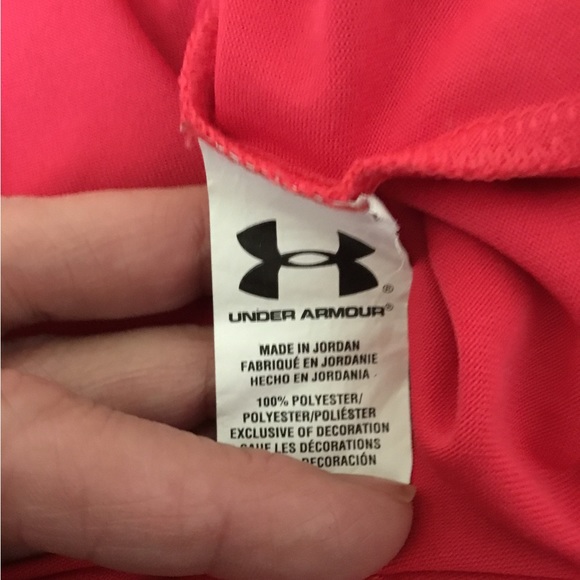 UNDER ARMOUR®
MADE IN JORDAN
FABRIQUÉ EN JORDANIE
HECHO EN JORDANIA
100% POLYESTER/
POLYESTER/POLIÉSTER
EXCLUSIVE OF DECORATION
SAUF LES DÉCORATIONS
DECORACIÓN